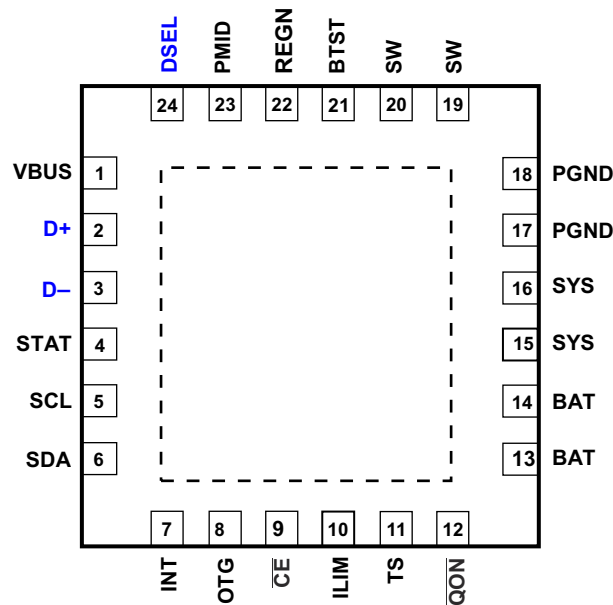 DSEL PMID REGN BTST SW SW
24 23 22 21 20 19
VBUS 1 18 PGND
D+ 2 17 PGND
D– 3 16 SYS
STAT 4 15 SYS
SCL 5 14 BAT
SDA 6 13 BAT
7 8 9 10 11 12
INT OTG C̅E̅ ILIM TS Q̅O̅N̅